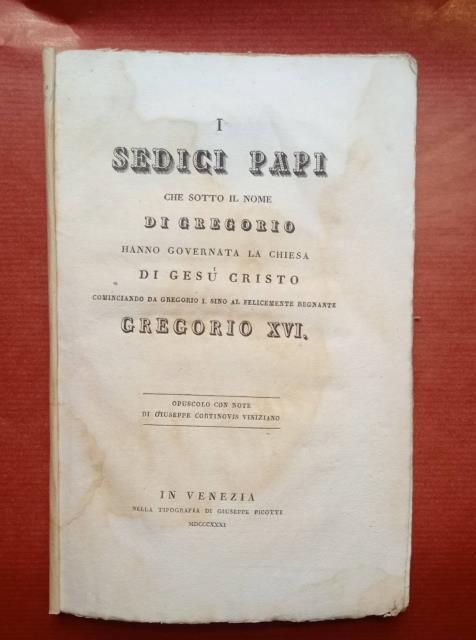 I
SEDICI PAPI
CHE SOTTO IL NOME
DI GREGORIO
HANNO GOVERNATA LA CHIESA
DI GESÚ CRISTO
COMINCIANDO DA GREGORIO I. SINO AL FELICEMENTE REGNANTE
GREGORIO XVI.
OPUSCOLO CON NOTE
DI GIUSEPPE CORTINOVIS VINIZIANO
IN VENEZIA
NELLA TIPOGRAFIA DI GIUSEPPE PICOTTI
MDCCCXXXI